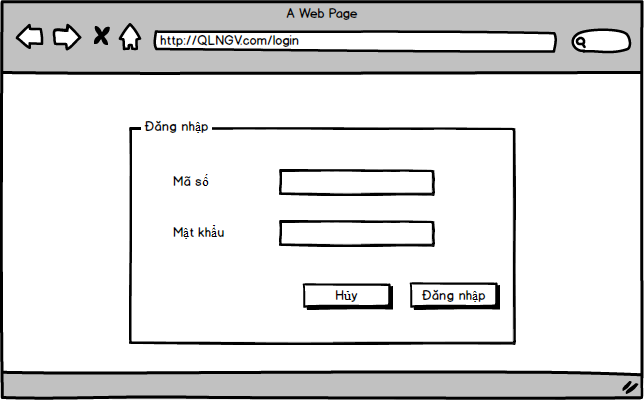 A Web Page
http://QLNGV.com/login
Đăng nhập
Mã số
Mật khẩu
Hủy
Đăng nhập